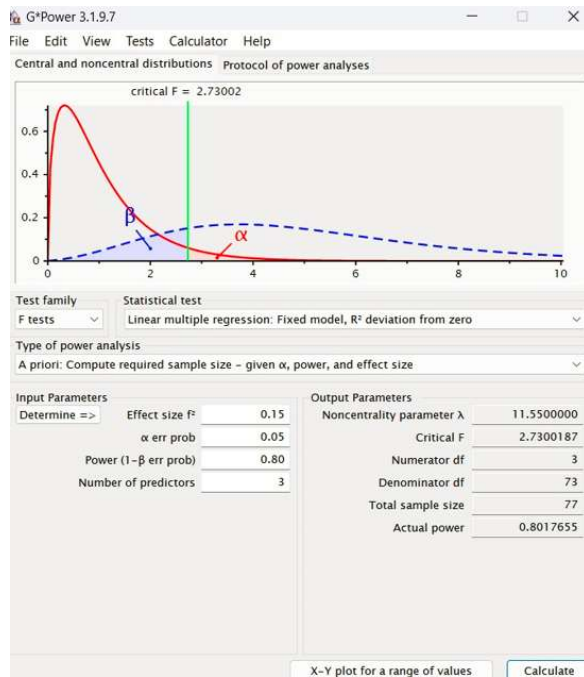 G*Power 3.1.9.7
File Edit View Tests Calculator Help
Central and noncentral distributions Protocol of power analyses
critical F = 2.73002
0.6
0.4
0.2
0
β
α
0 2 4 6 8 10
Test family Statistical test
F tests Linear multiple regression: Fixed model, R² deviation from zero
Type of power analysis
A priori: Compute required sample size – given α, power, and effect size
Input Parameters Output Parameters
Determine => Effect size f² 0.15 Noncentrality parameter λ 11.5500000
α err prob 0.05 Critical F 2.7300187
Power (1–β err prob) 0.80 Numerator df 3
Number of predictors 3 Denominator df 73
Total sample size 77
Actual power 0.8017655
X–Y plot for a range of values Calculate